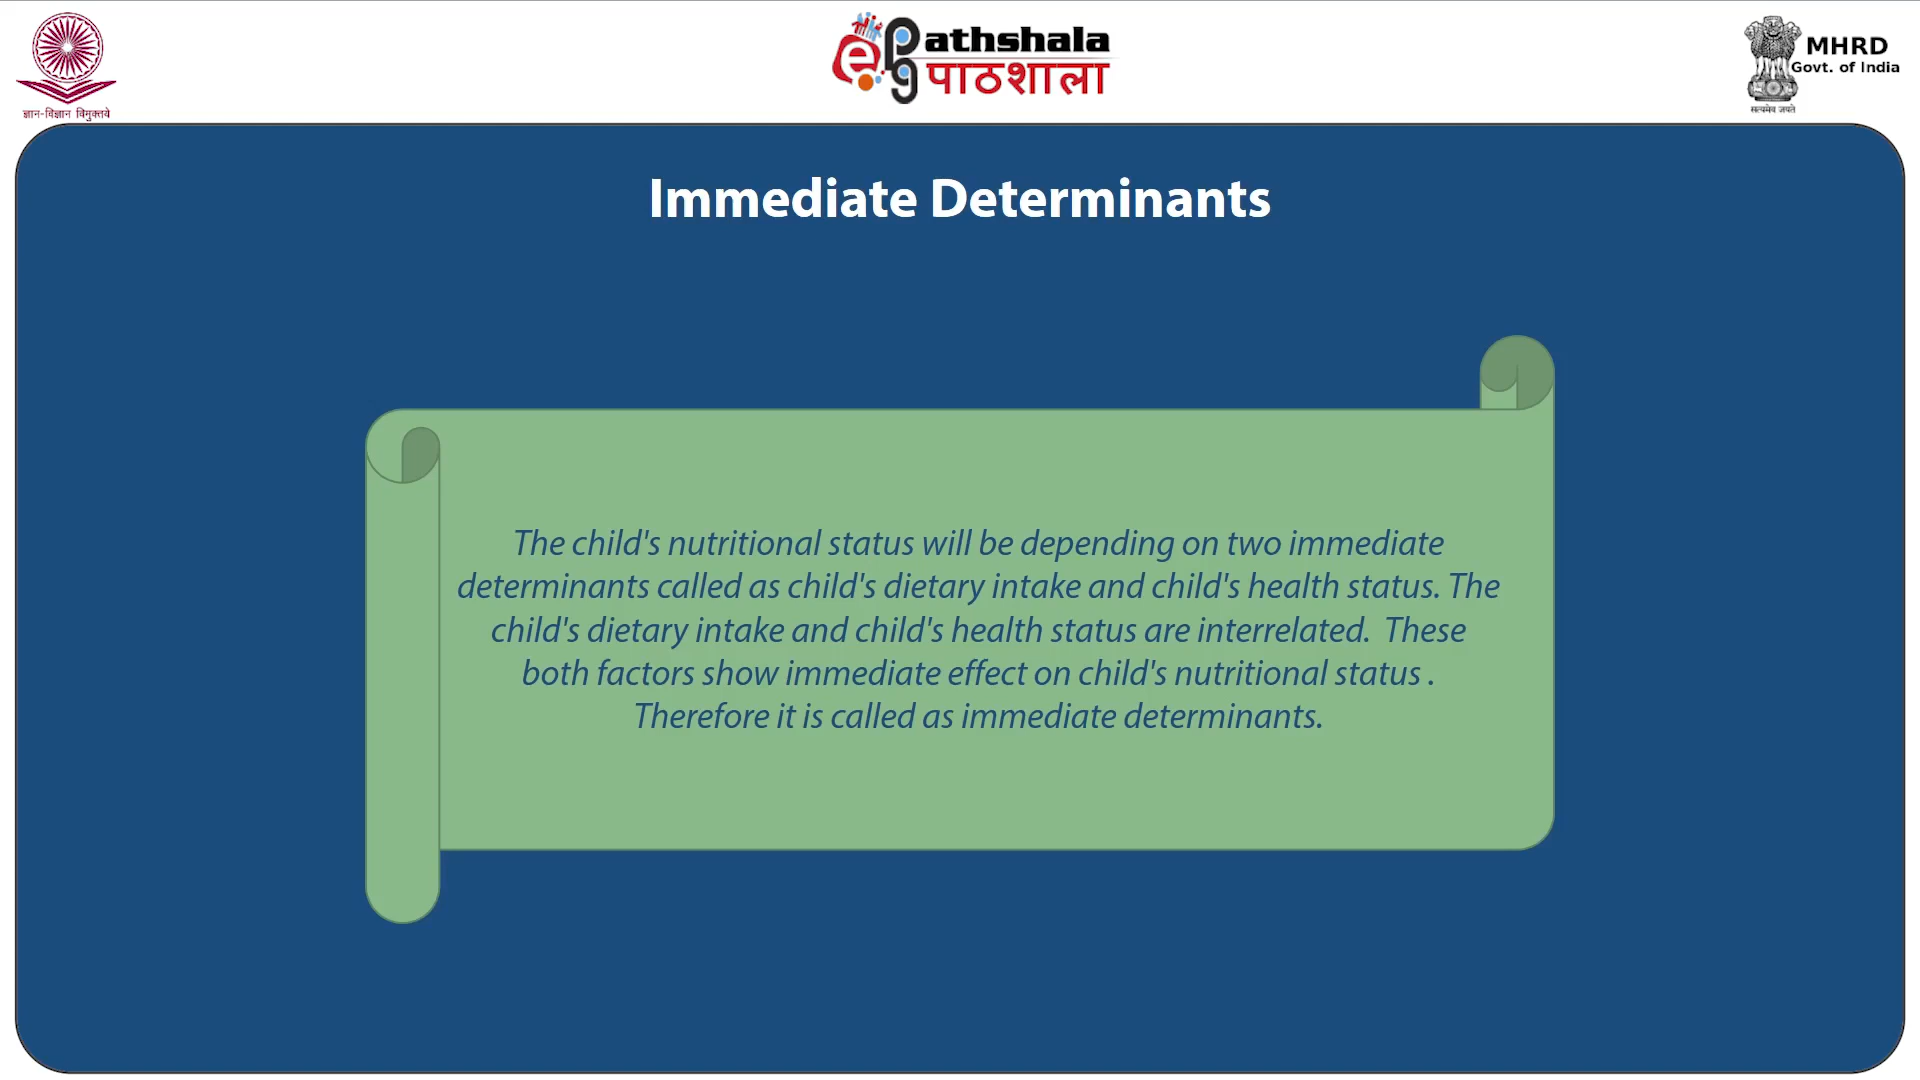 ज्ञान-विज्ञान विमुक्तये
ePG Pathshala
पाठशाला
MHRD
Govt. of India
सत्यमेव जयते
Immediate Determinants
The child's nutritional status will be depending on two immediate
determinants called as child's dietary intake and child's health status. The
child's dietary intake and child's health status are interrelated.  These
both factors show immediate effect on child's nutritional status .
Therefore it is called as immediate determinants.